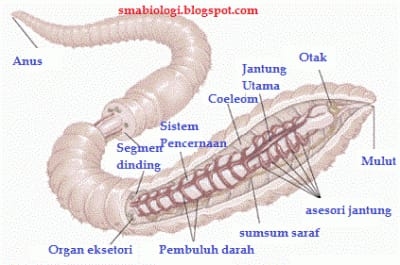 smabiologi.blogspot.com
Anus
Otak
Jantung
Utama
Coeleom
Sistem
Pencernaan
Segmen
dinding
Mulut
asesori jantung
sumsum saraf
Organ eksetori
Pembuluh darah